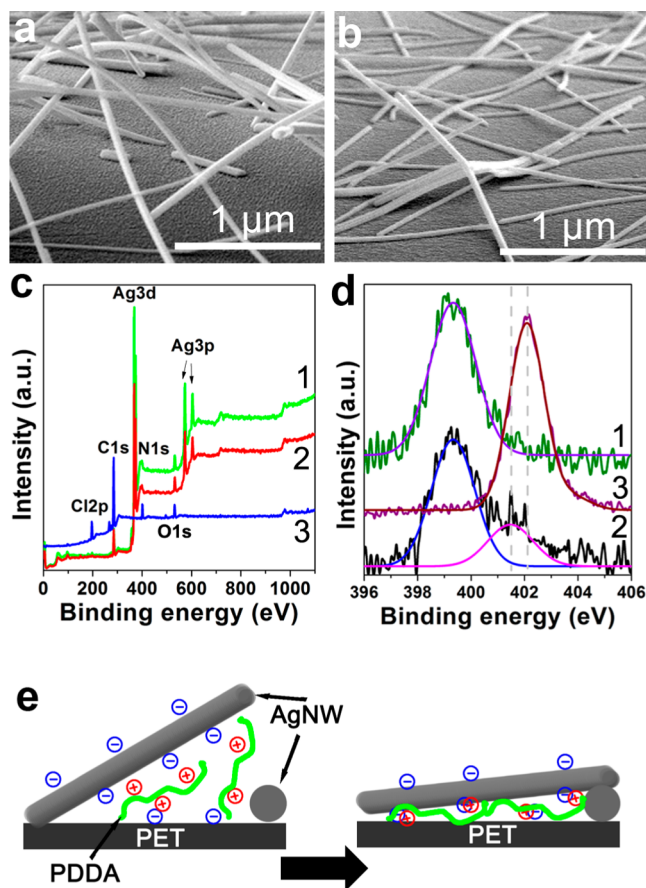 a
1 µm
b
1 µm
c
Ag3d
Ag3p
C1s
N1s
Cl2p
O1s
1
2
3
Intensity (a.u.)
0 200 400 600 800 1000
Binding energy (eV)
d
1
3
2
Intensity (a.u.)
396 398 400 402 404 406
Binding energy (eV)
e
AgNW
PET
PDDA
PET